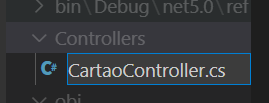 bin\Debug\net5.0\ref
Controllers
C# CartaoController.cs
obj